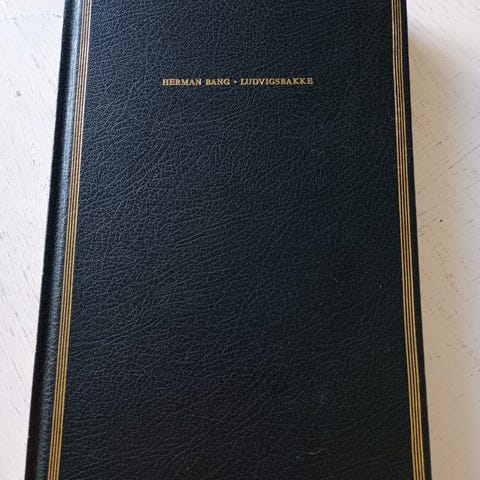 HERMAN BANG · LUDVIGSBAKKE